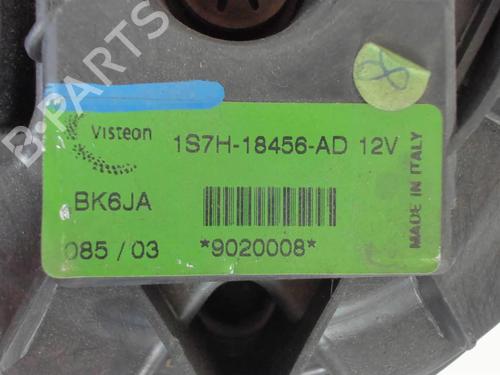 8
Visteon
1S7H-18456-AD 12V
BK6JA
085 / 03
*9020008*
MADE IN ITALY
B-PARTS